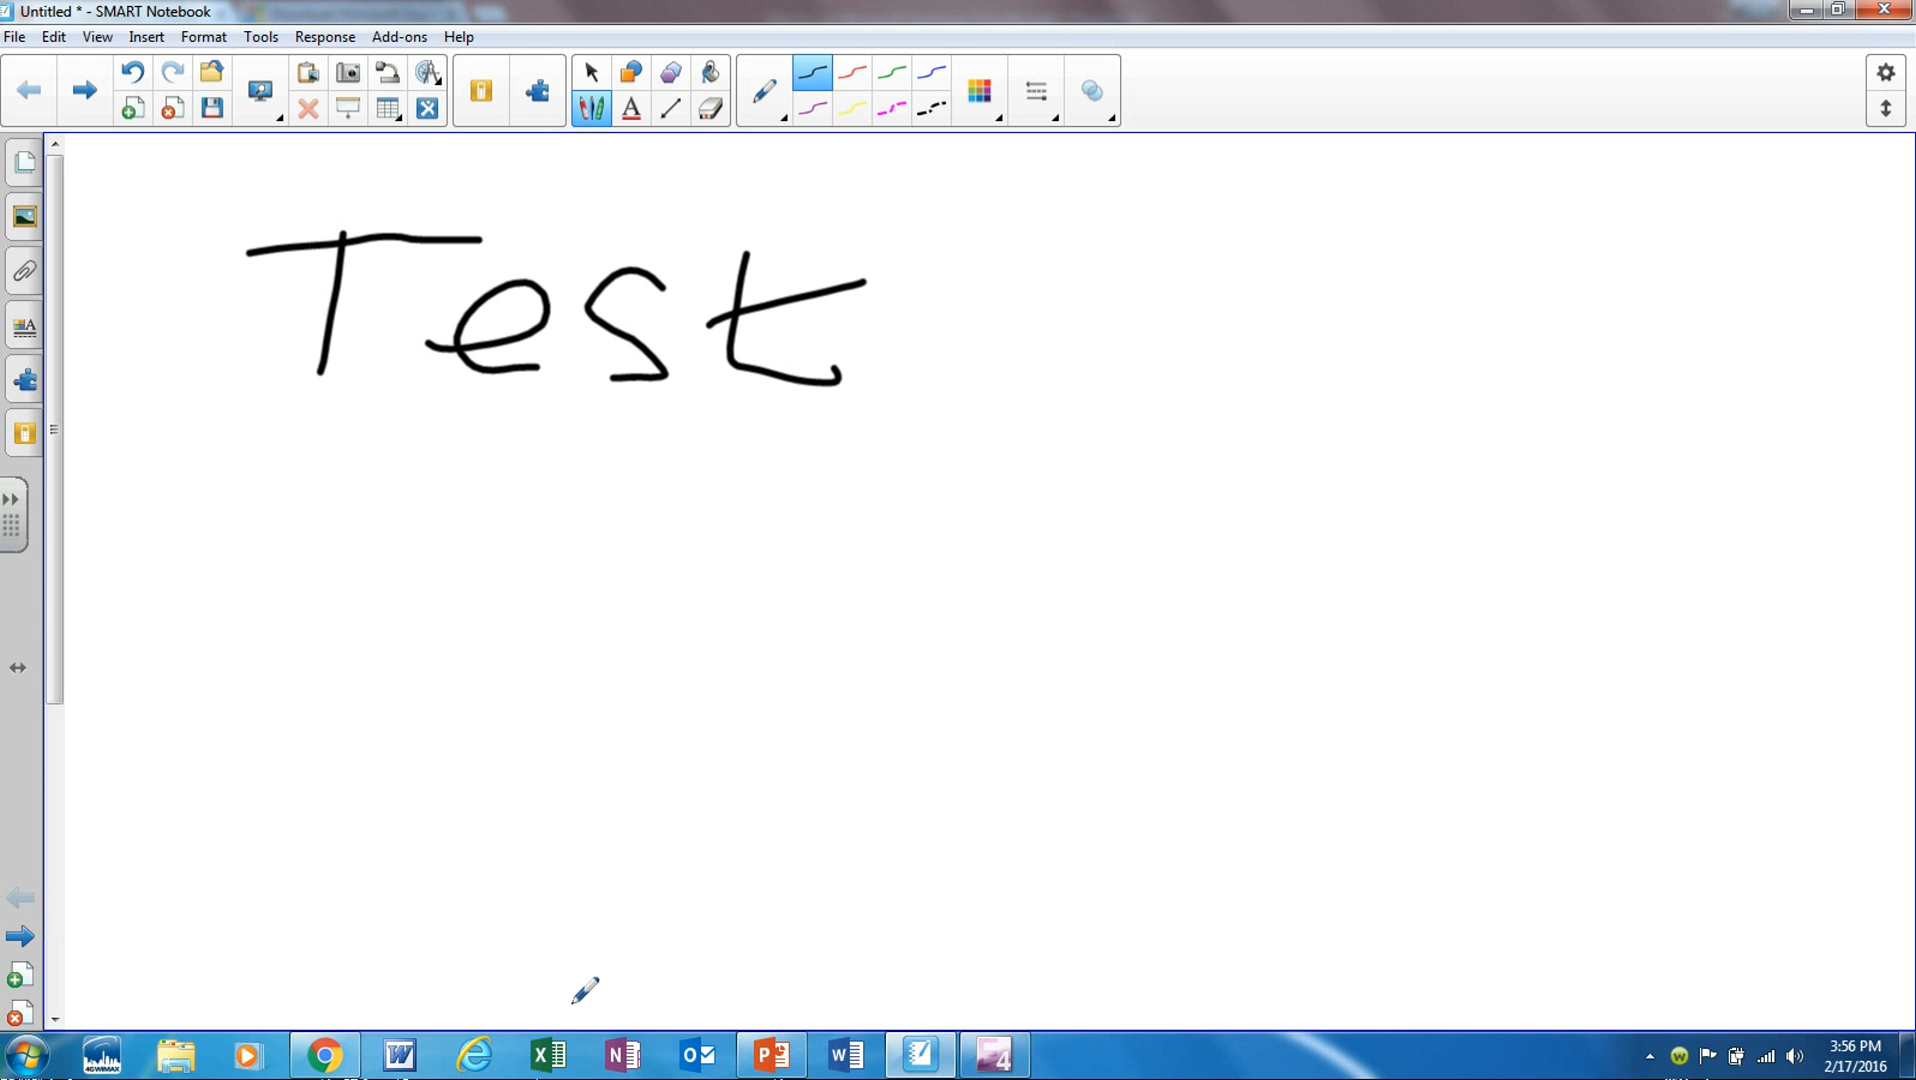 Untitled * - SMART Notebook
File Edit View Insert Format Tools Response Add-ons Help
Test
3:56 PM
2/17/2016